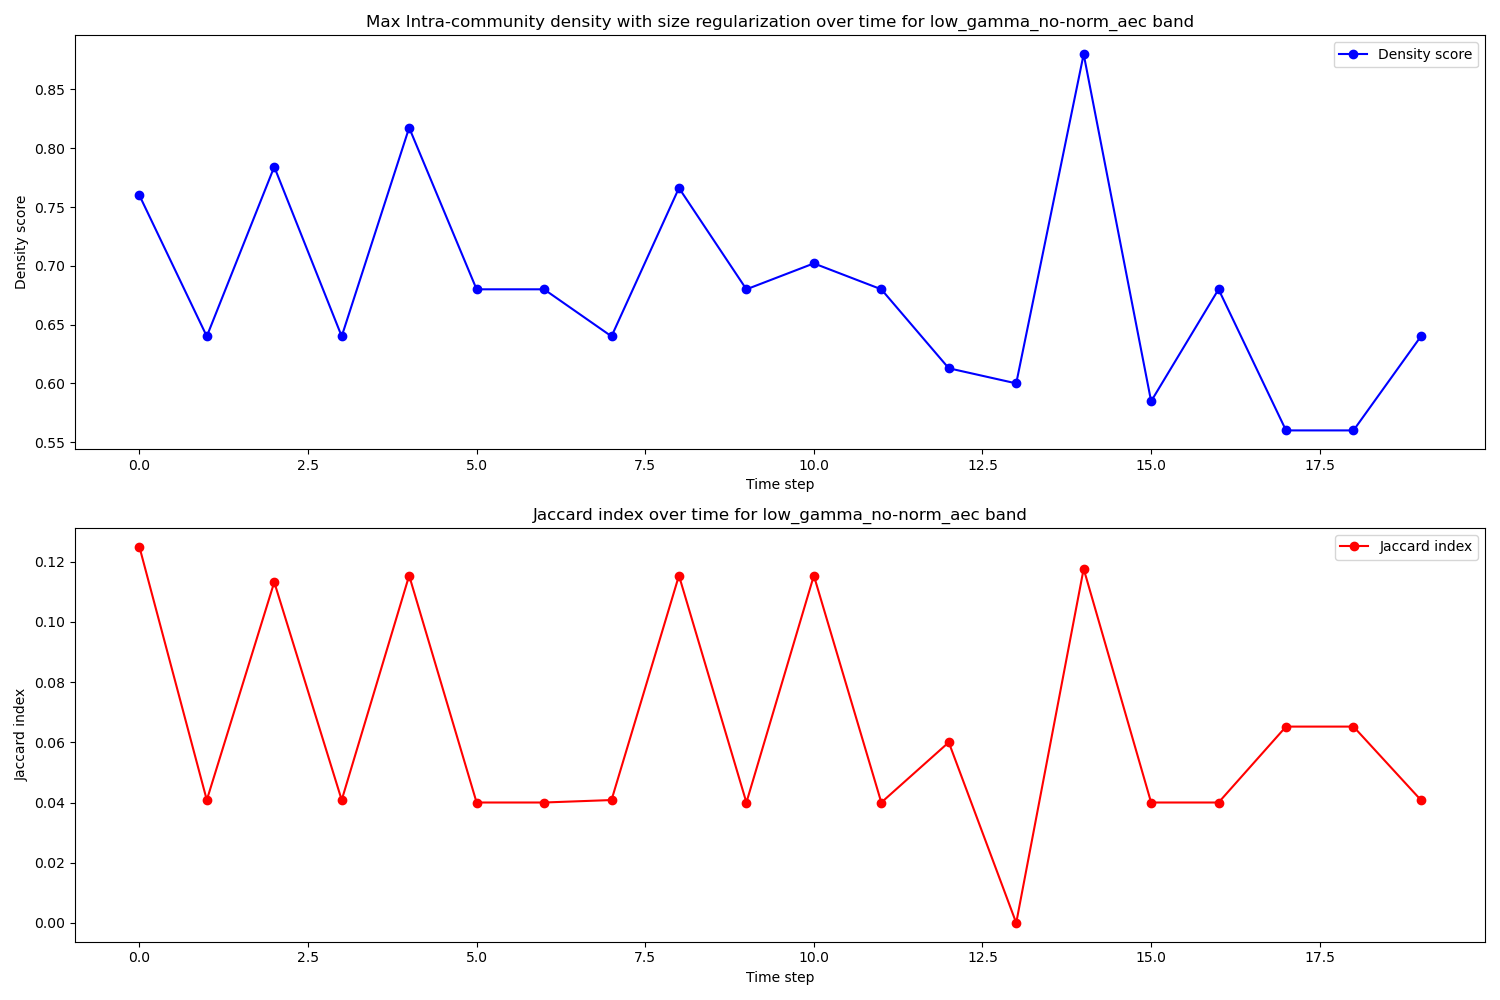 Max Intra-community density with size regularization over time for low_gamma_no-norm_aec band
Density score
Density score
0.85
0.80
0.75
0.70
0.65
0.60
0.55
0.0 2.5 5.0 7.5 10.0 12.5 15.0 17.5
Time step
Jaccard index over time for low_gamma_no-norm_aec band
Jaccard index
Jaccard index
0.12
0.10
0.08
0.06
0.04
0.02
0.00
0.0 2.5 5.0 7.5 10.0 12.5 15.0 17.5
Time step